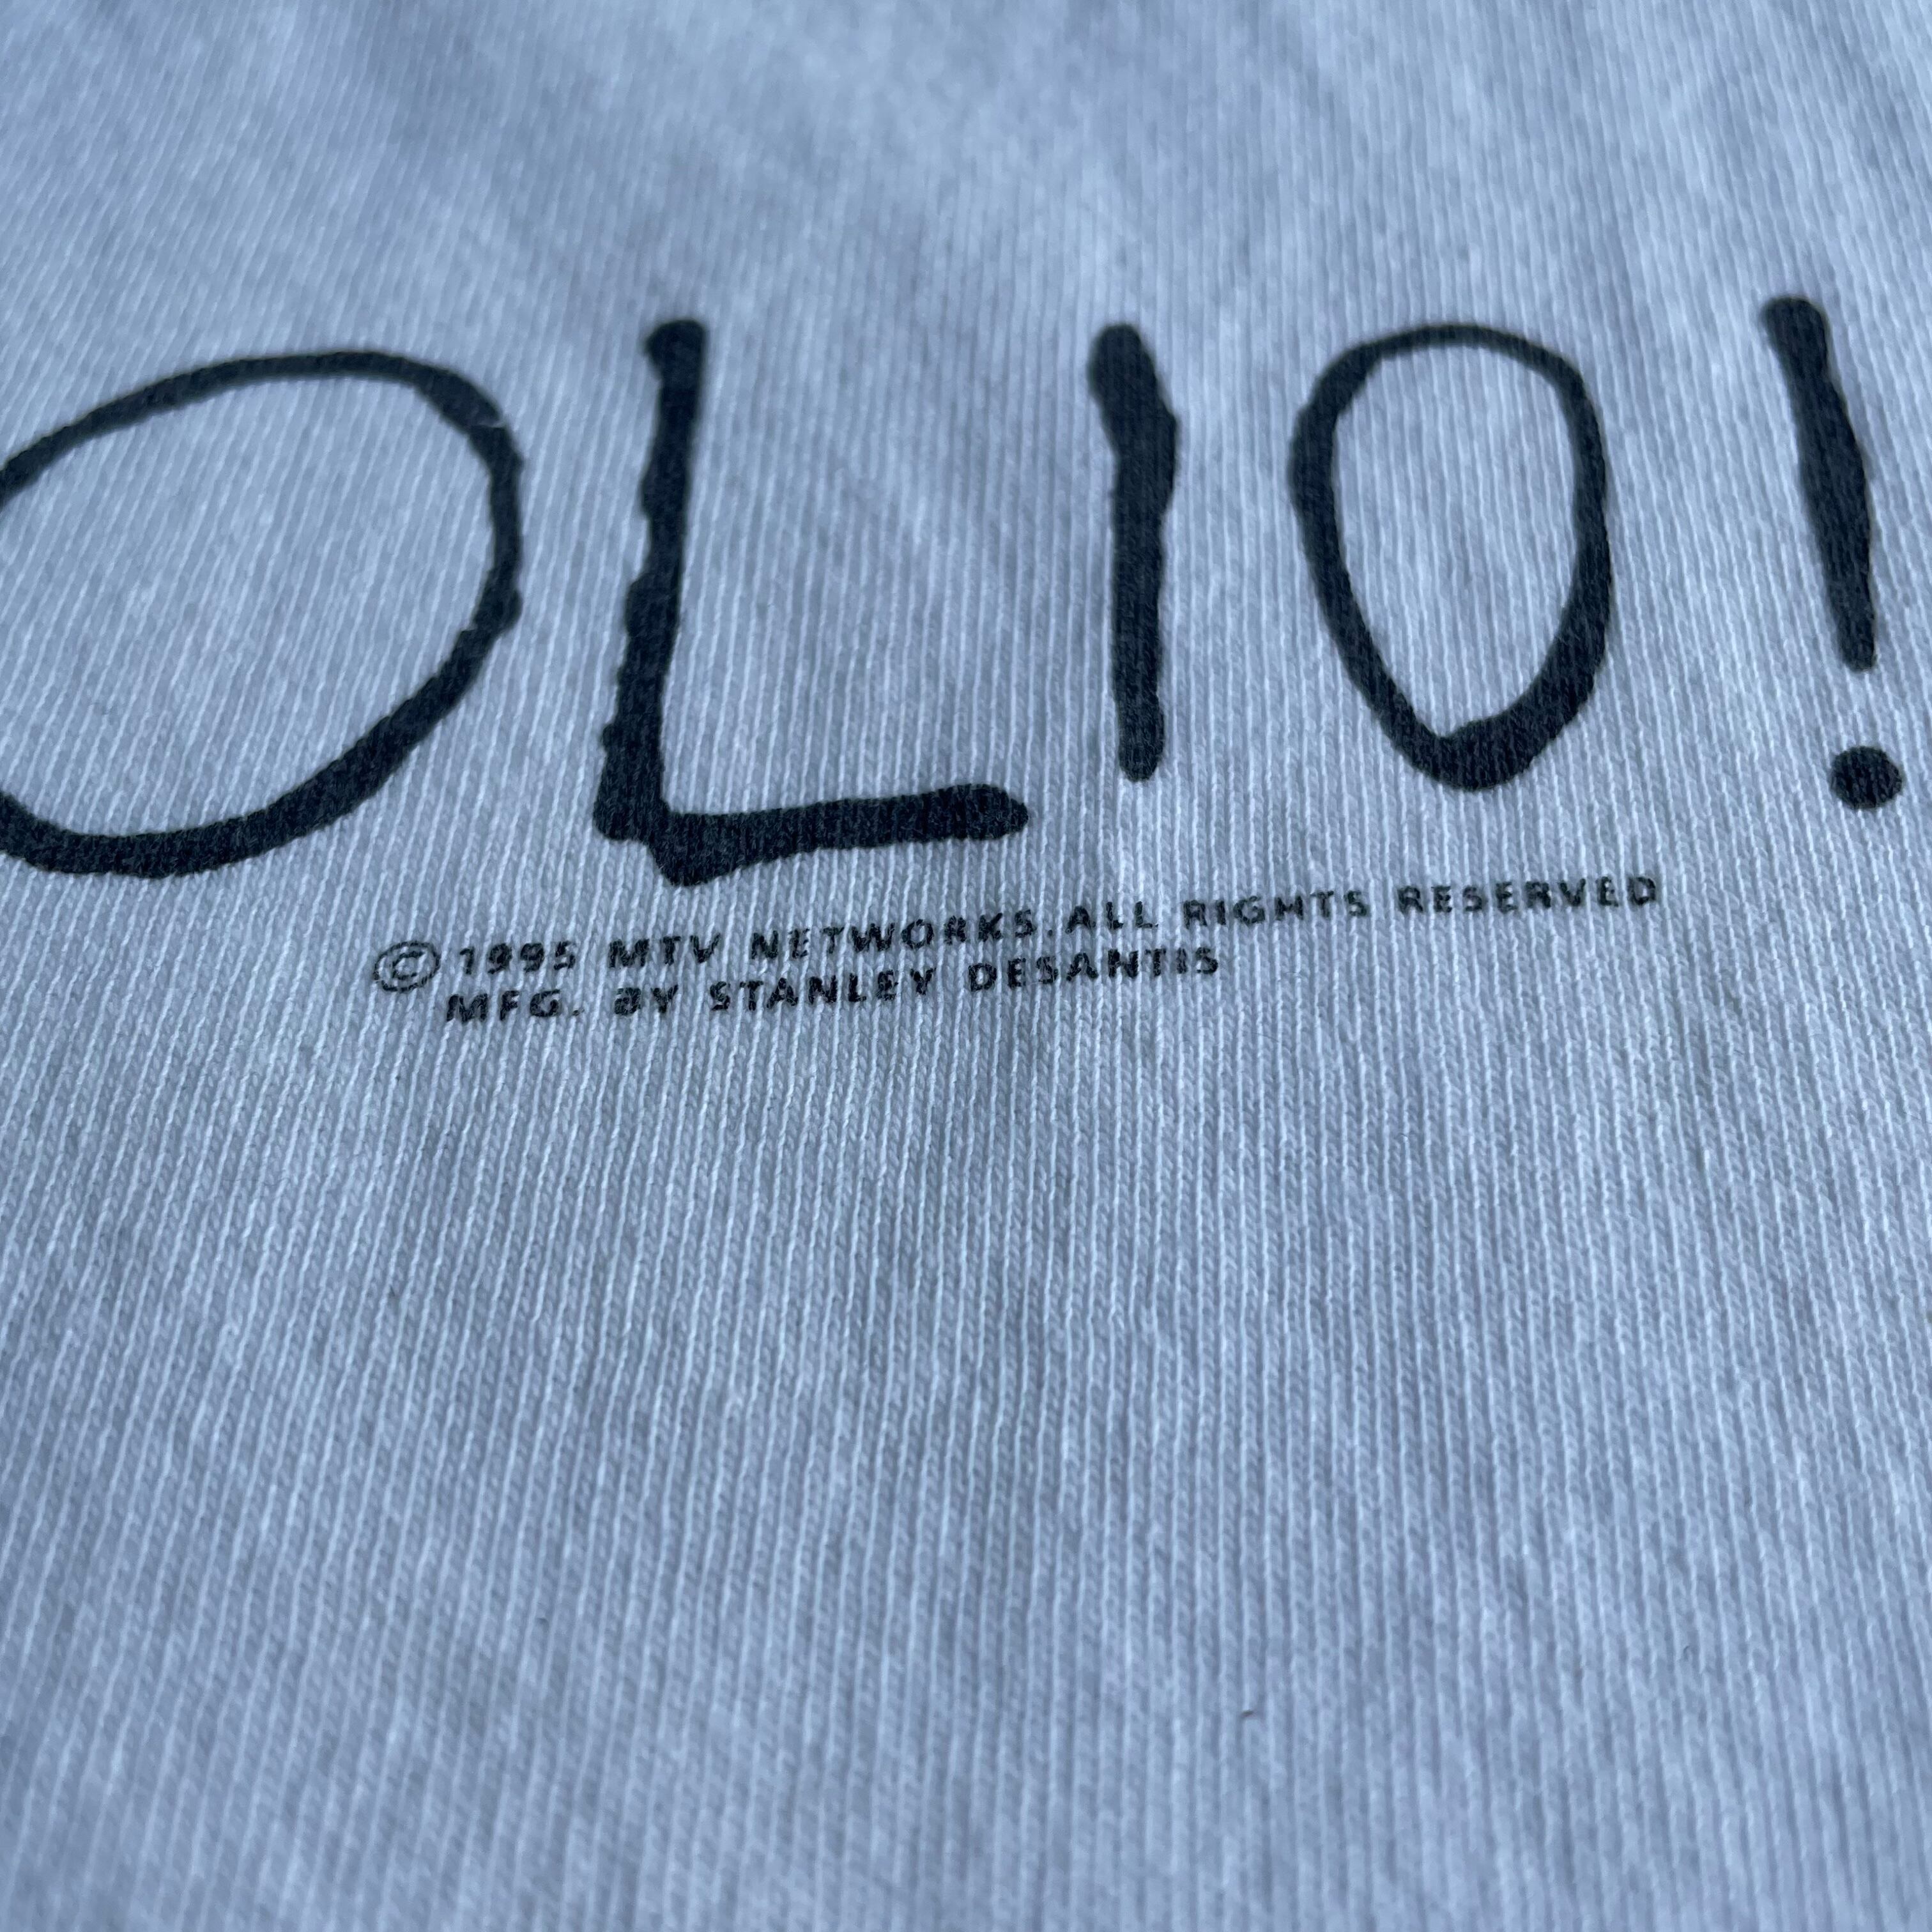 OLIO!
© 1995 MTV NETWORKS. ALL RIGHTS RESERVED
MFG. BY STANLEY DESANTIS